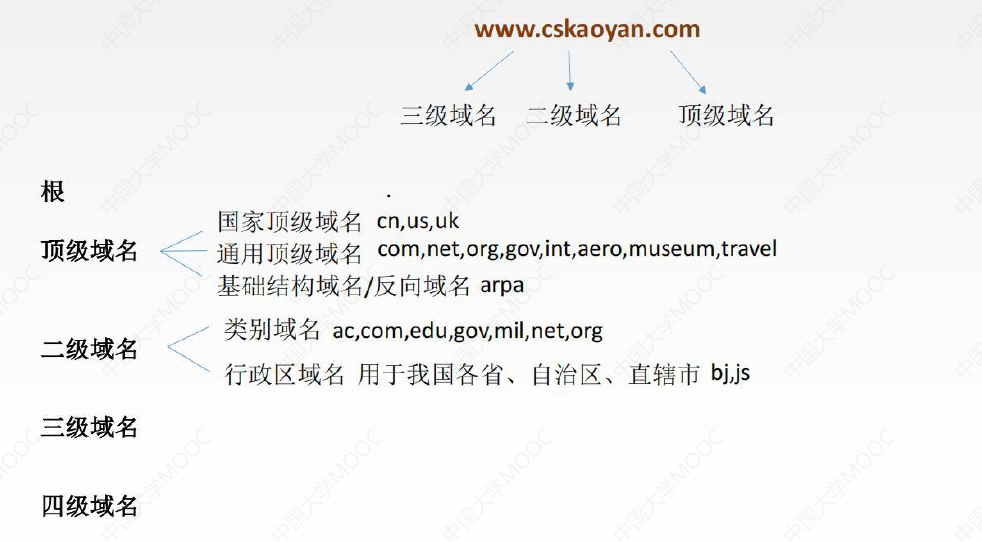 www.cskaoyan.com
三级域名 二级域名 顶级域名
根 .
国家顶级域名 cn,us,uk
顶级域名
通用顶级域名 com,net,org,gov,int,aero,museum,travel
基础结构域名/反向域名 arpa
类别域名 ac,com,edu,gov,mil,net,org
二级域名
行政区域名 用于我国各省、自治区、直辖市 bj,js
三级域名
四级域名
中国大学MOOC